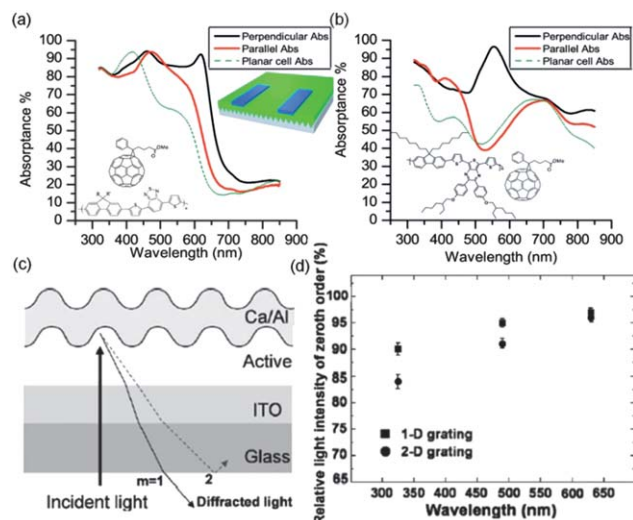 (a)
Perpendicular Abs
Parallel Abs
Planar cell Abs
Absorptance %
100
90
80
70
60
50
40
30
20
10
0
OMe
300 400 500 600 700 800 900
Wavelength (nm)
(b)
Perpendicular Abs
Parallel Abs
Planar cell Abs
Absorptance %
100
90
80
70
60
50
40
30
20
10
0
OMe
300 400 500 600 700 800 900
Wavelength (nm)
(c)
Ca/Al
Active
ITO
Glass
m=1 2
Incident light
Diffracted light
(d)
Relative light intensity of zeroth order (%)
100
95
90
85
80
75
70
65
1-D grating
2-D grating
300 350 400 450 500 550 600 650
Wavelength (nm)